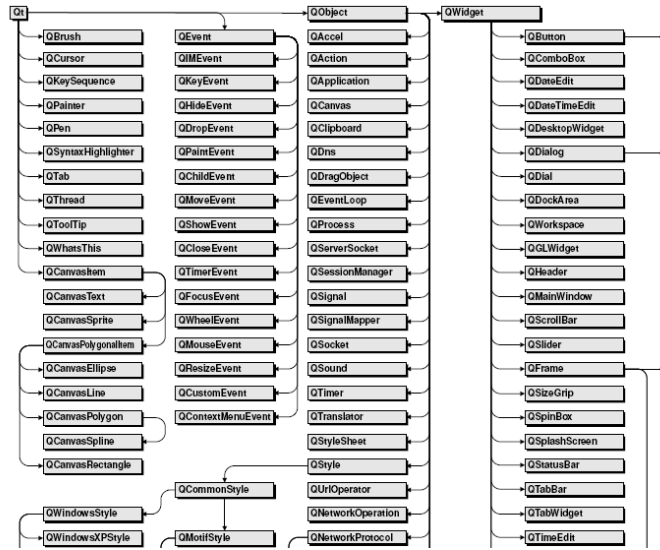 Qt
QBrush
QCursor
QKeySequence
QPainter
QPen
QSyntaxHighlighter
QTab
QThread
QToolTip
QWhatsThis
QCanvasItem
QCanvasText
QCanvasSprite
QCanvasPolygonalItem
QCanvasEllipse
QCanvasLine
QCanvasPolygon
QCanvasSpline
QCanvasRectangle
QWindowsStyle
QWindowsXPStyle
QEvent
QIMEvent
QKeyEvent
QHideEvent
QDropEvent
QPaintEvent
QChildEvent
QMoveEvent
QShowEvent
QCloseEvent
QTimerEvent
QFocusEvent
QWheelEvent
QMouseEvent
QResizeEvent
QCustomEvent
QContextMenuEvent
QCommonStyle
QMotifStyle
QObject
QAccel
QAction
QApplication
QCanvas
QClipboard
QDns
QDragObject
QEventLoop
QProcess
QServerSocket
QSessionManager
QSignal
QSignalMapper
QSocket
QSound
QTimer
QTranslator
QStyleSheet
QStyle
QUrlOperator
QNetworkOperation
QNetworkProtocol
QWidget
QButton
QComboBox
QDateEdit
QDateTimeEdit
QDesktopWidget
QDialog
QDial
QDockArea
QWorkspace
QGLWidget
QHeader
QMainWindow
QScrollBar
QSlider
QFrame
QSizeGrip
QSpinBox
QSplashScreen
QStatusBar
QTabBar
QTabWidget
QTimeEdit